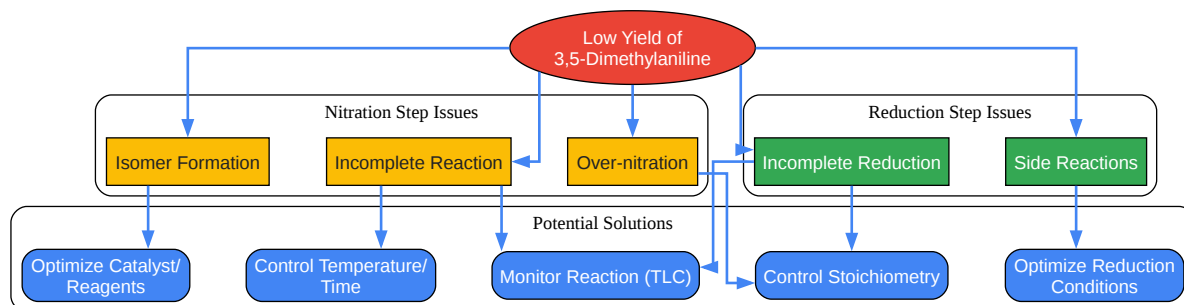 Low Yield of
3,5-Dimethylaniline
Nitration Step Issues
Reduction Step Issues
Isomer Formation
Incomplete Reaction
Over-nitration
Incomplete Reduction
Side Reactions
Potential Solutions
Optimize Catalyst/
Reagents
Control Temperature/
Time
Monitor Reaction (TLC)
Control Stoichiometry
Optimize Reduction
Conditions